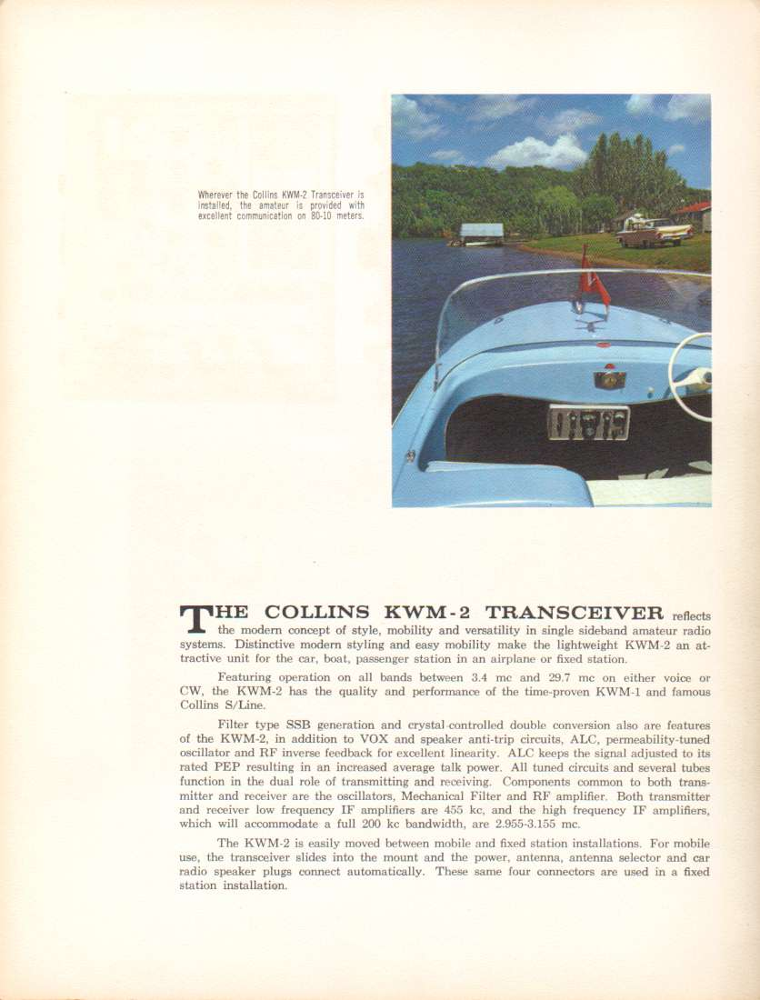 Wherever the Collins KWM-2 Transceiver is
installed, the amateur is provided with
excellent communication on 80-10 meters.
THE COLLINS KWM-2 TRANSCEIVER reflects
the modern concept of style, mobility and versatility in single sideband amateur radio
systems. Distinctive modern styling and easy mobility make the lightweight KWM-2 an at-
tractive unit for the car, boat, passenger station in an airplane or fixed station.
Featuring operation on all bands between 3.4 mc and 29.7 mc on either voice or
CW, the KWM-2 has the quality and performance of the time-proven KWM-1 and famous
Collins S/Line.
Filter type SSB generation and crystal-controlled double conversion also are features
of the KWM-2, in addition to VOX and speaker anti-trip circuits, ALC, permeability-tuned
oscillator and RF inverse feedback for excellent linearity. ALC keeps the signal adjusted to its
rated PEP resulting in an increased average talk power. All tuned circuits and several tubes
function in the dual role of transmitting and receiving. Components common to both trans-
mitter and receiver are the oscillators, Mechanical Filter and RF amplifier. Both transmitter
and receiver low frequency IF amplifiers are 455 kc, and the high frequency IF amplifiers,
which will accommodate a full 200 kc bandwidth, are 2.955-3.155 mc.
The KWM-2 is easily moved between mobile and fixed station installations. For mobile
use, the transceiver slides into the mount and the power, antenna, antenna selector and car
radio speaker plugs connect automatically. These same four connectors are used in a fixed
station installation.